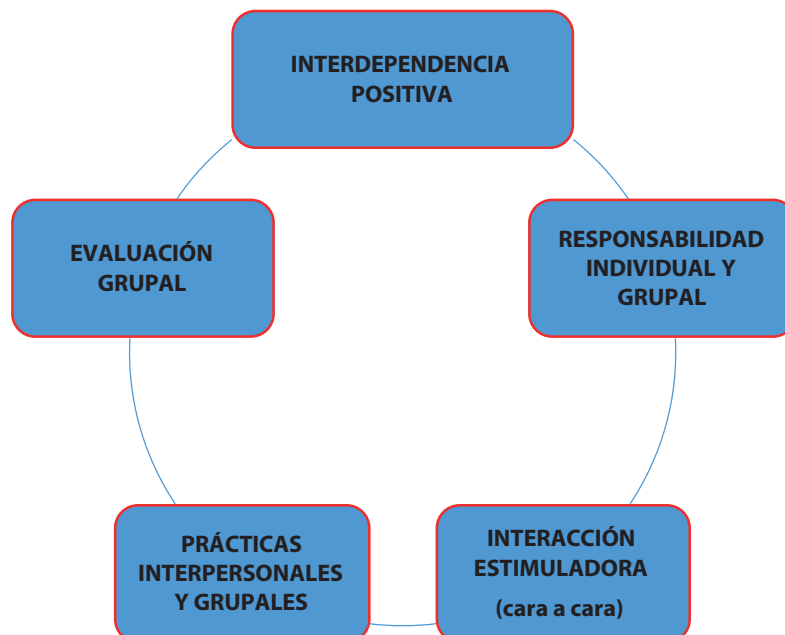 INTERDEPENDENCIA
POSITIVA
RESPONSABILIDAD
INDIVIDUAL Y
GRUPAL
INTERACCIÓN
ESTIMULADORA
(cara a cara)
PRÁCTICAS
INTERPERSONALES
Y GRUPALES
EVALUACIÓN
GRUPAL